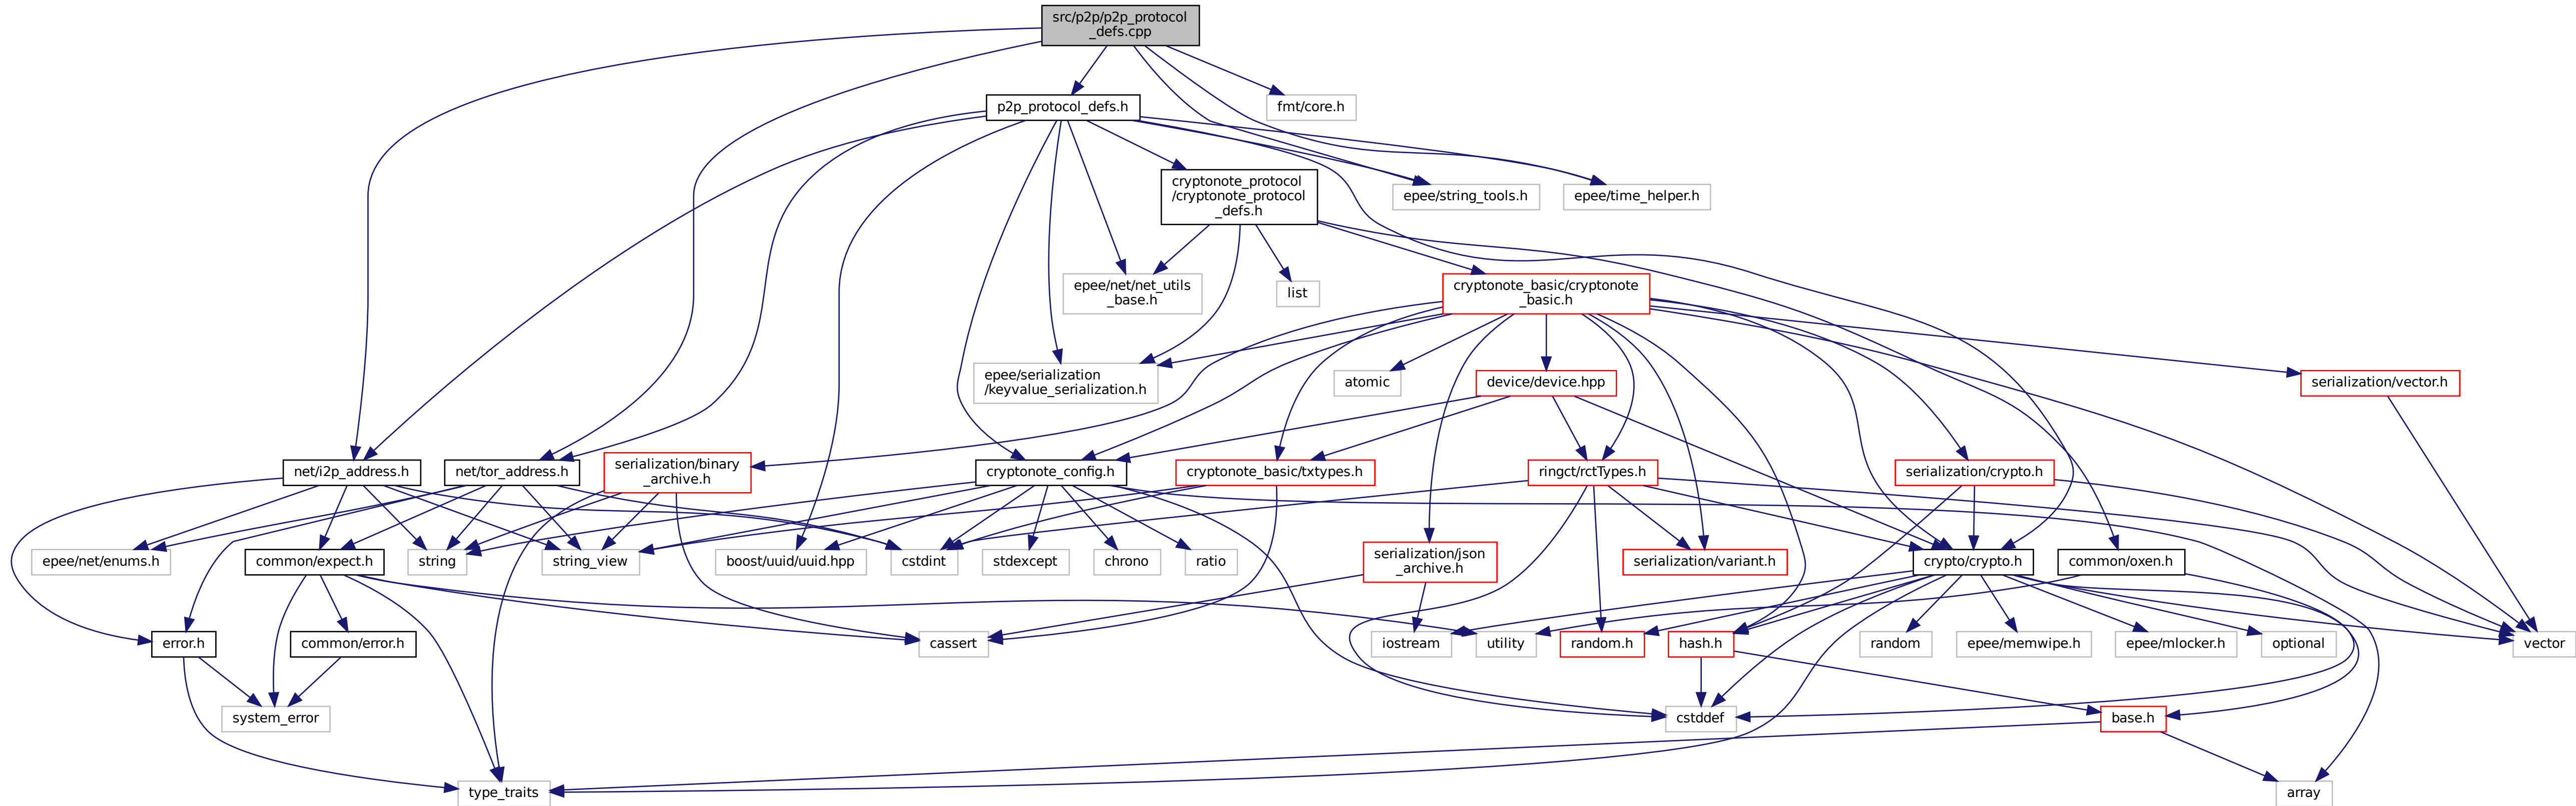 src/p2p/p2p_protocol
_defs.cpp
p2p_protocol_defs.h
fmt/core.h
cryptonote_protocol
/cryptonote_protocol
_defs.h
epee/string_tools.h
epee/time_helper.h
epee/net/net_utils
_base.h
list
cryptonote_basic/cryptonote
_basic.h
epee/serialization
/keyvalue_serialization.h
atomic
device/device.hpp
serialization/vector.h
net/i2p_address.h
net/tor_address.h
serialization/binary
_archive.h
cryptonote_config.h
cryptonote_basic/txtypes.h
ringct/rctTypes.h
serialization/crypto.h
epee/net/enums.h
common/expect.h
string
string_view
boost/uuid/uuid.hpp
cstdint
stdexcept
chrono
ratio
serialization/json
_archive.h
serialization/variant.h
crypto/crypto.h
common/oxen.h
error.h
common/error.h
cassert
iostream
utility
random.h
hash.h
random
epee/memwipe.h
epee/mlocker.h
optional
vector
system_error
cstddef
base.h
type_traits
array